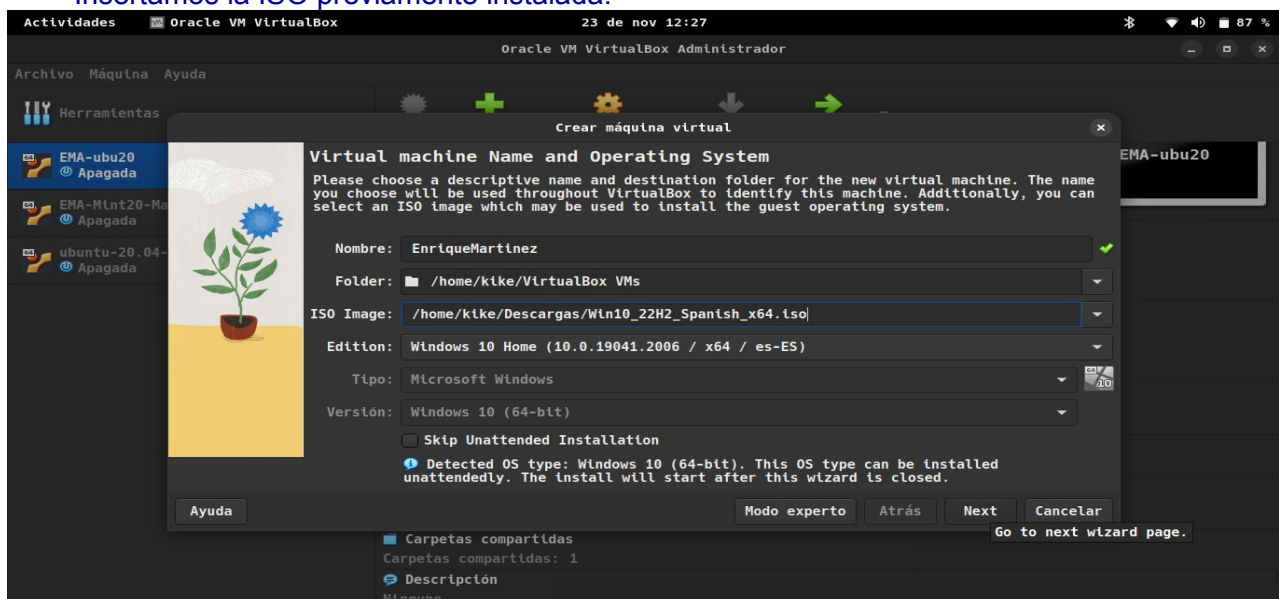 Insertamos la ISO previamente instalada.
Actividades Oracle VM VirtualBox 23 de nov 12:27 87 %
Oracle VM VirtualBox Administrador
Archivo Máquina Ayuda
Herramientas
Crear máquina virtual
EMA-ubu20
Apagada
EMA-Mint20-Ma
Apagada
ubuntu-20.04-
Apagada
EMA-ubu20
Virtual machine Name and Operating System
Please choose a descriptive name and destination folder for the new virtual machine. The name
you choose will be used throughout VirtualBox to identify this machine. Additionally, you can
select an ISO image which may be used to install the guest operating system.
Nombre: EnriqueMartinez
Folder: /home/kike/VirtualBox VMs
ISO Image: /home/kike/Descargas/Win10_22H2_Spanish_x64.iso
Edition: Windows 10 Home (10.0.19041.2006 / x64 / es-ES)
Tipo: Microsoft Windows
Versión: Windows 10 (64-bit)
Skip Unattended Installation
Detected OS type: Windows 10 (64-bit). This OS type can be installed
unattendedly. The install will start after this wizard is closed.
Ayuda Modo experto Atrás Next Cancelar
Go to next wizard page.
Carpetas compartidas
Carpetas compartidas: 1
Descripción
Ninguno